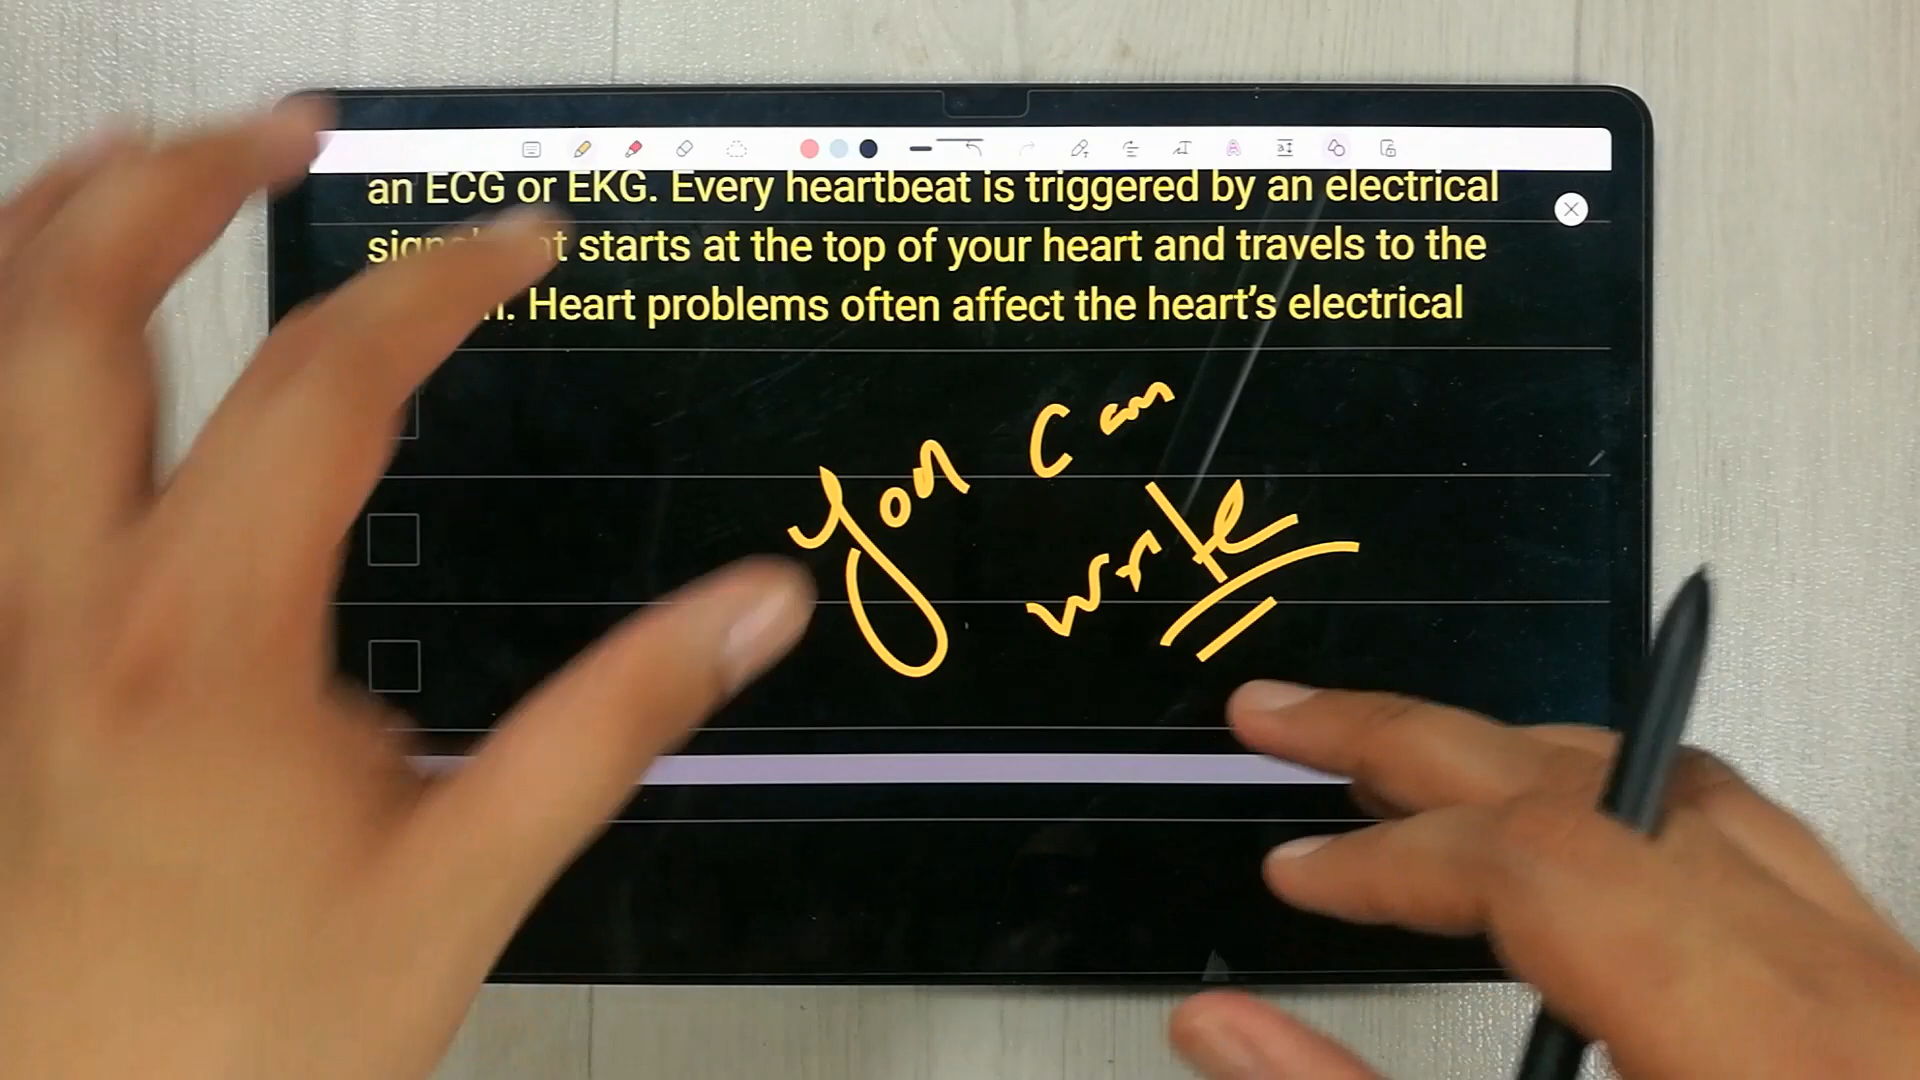 an ECG or EKG. Every heartbeat is triggered by an electrical
starts at the top of your heart and travels to the
Heart problems often affect the heart’s electrical
You can
write